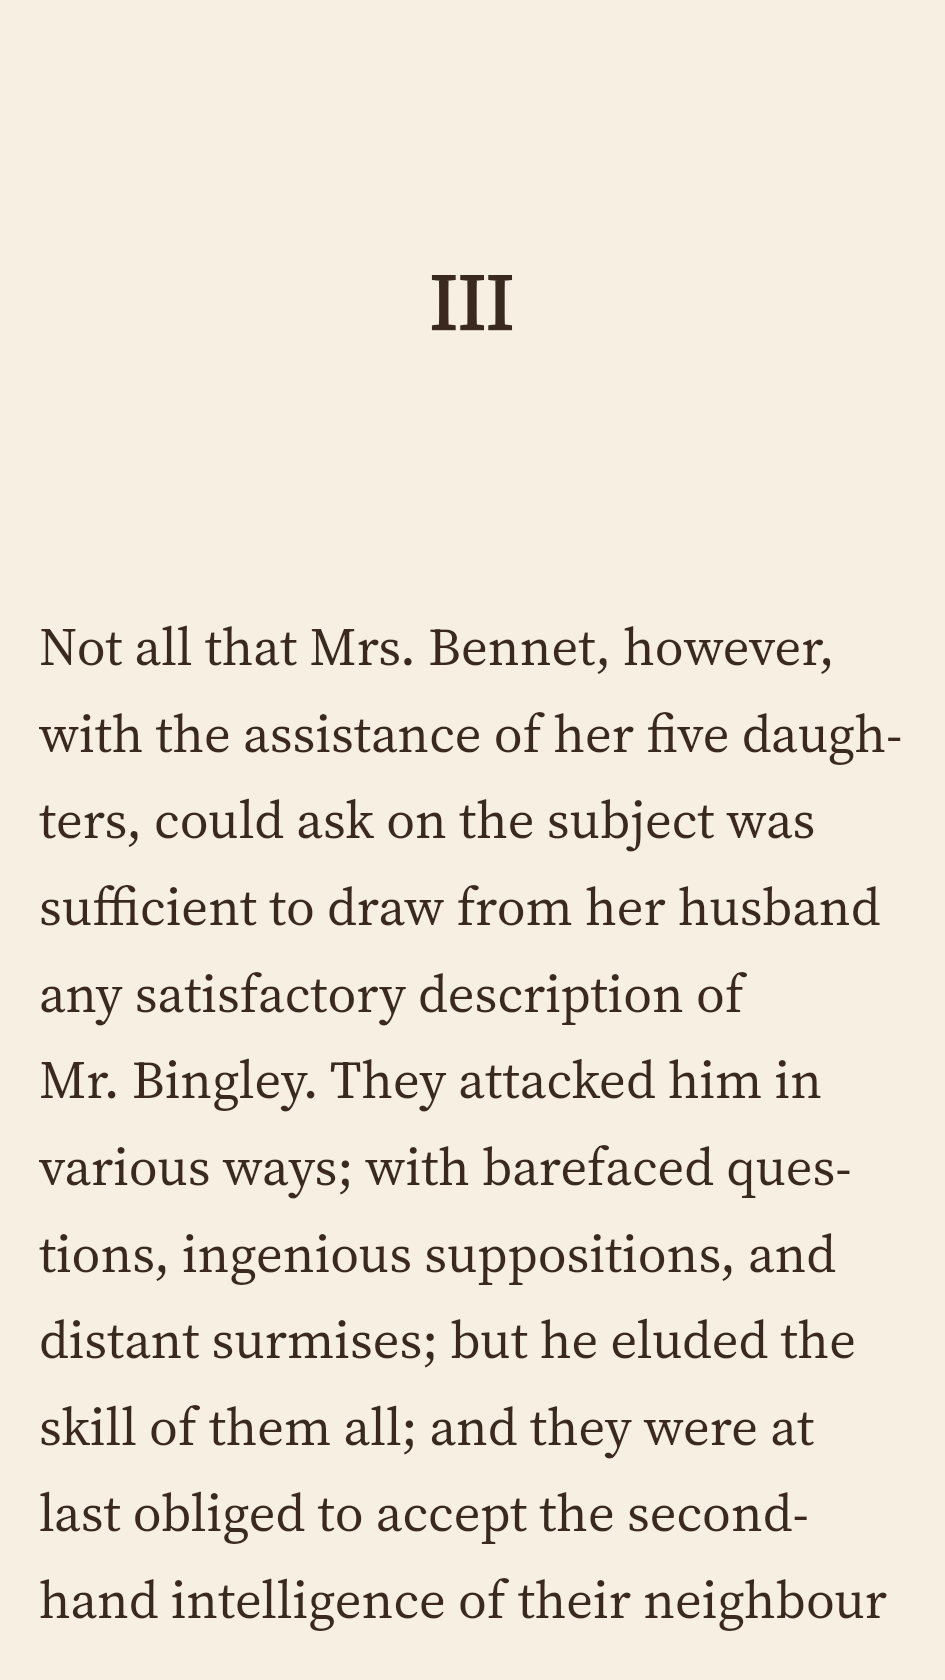 III
Not all that Mrs. Bennet, however,
with the assistance of her five daugh-
ters, could ask on the subject was
sufficient to draw from her husband
any satisfactory description of
Mr. Bingley. They attacked him in
various ways; with barefaced ques-
tions, ingenious suppositions, and
distant surmises; but he eluded the
skill of them all; and they were at
last obliged to accept the second-
hand intelligence of their neighbour